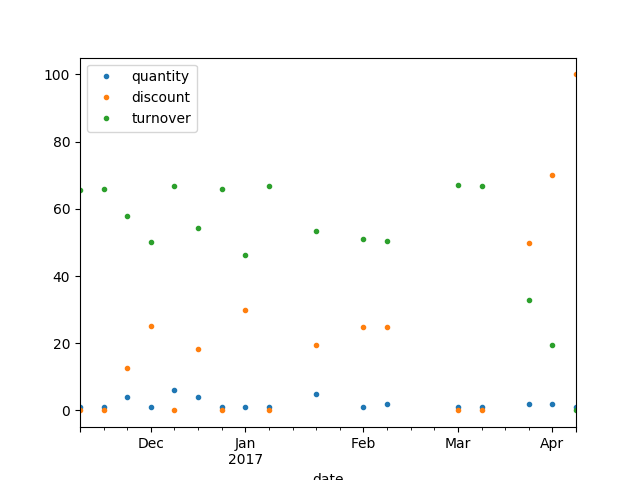 100
80
60
40
20
0
quantity
discount
turnover
Dec
Jan
2017
Feb
Mar
Apr
date